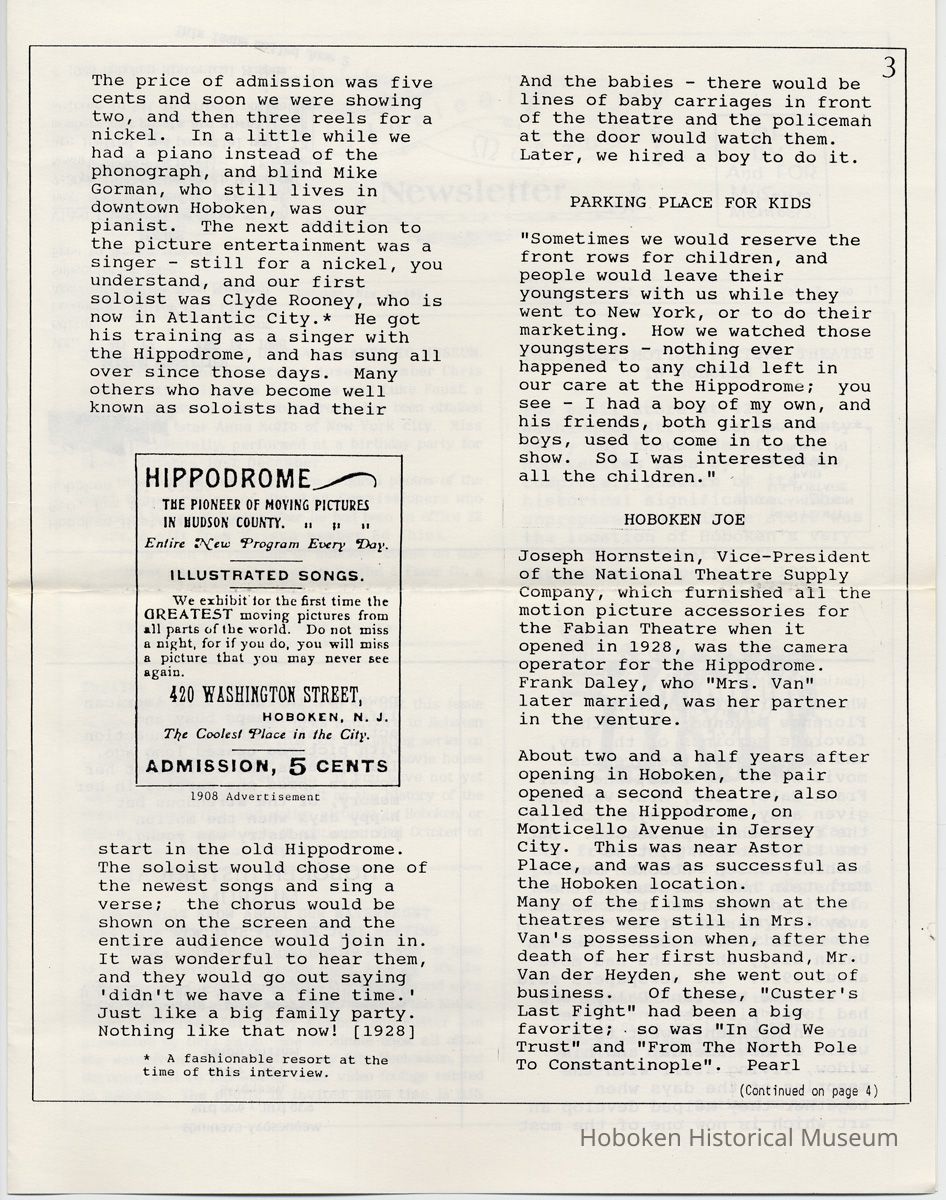 3
The price of admission was five
cents and soon we were showing
two, and then three reels for a
nickel. In a little while we
had a piano instead of the
phonograph, and blind Mike
Gorman, who still lives in
downtown Hoboken, was our
pianist. The next addition to
the picture entertainment was a
singer - still for a nickel, you
understand, and our first
soloist was Clyde Rooney, who is
now in Atlantic City.* He got
his training as a singer with
the Hippodrome, and has sung all
over since those days. Many
others who have become well
known as soloists had their
HIPPODROME
THE PIONEER OF MOVING PICTURES
IN HUDSON COUNTY. " " "
Entire New Program Every Day.
ILLUSTRATED SONGS.
We exhibit for the first time the
GREATEST moving pictures from
all parts of the world. Do not miss
a night, for if you do, you will miss
a picture that you may never see
again.
420 WASHINGTON STREET,
HOBOKEN, N. J.
The Coolest Place in the City.
ADMISSION, 5 CENTS
1908 Advertisement
start in the old Hippodrome.
The soloist would chose one of
the newest songs and sing a
verse; the chorus would be
shown on the screen and the
entire audience would join in.
It was wonderful to hear them,
and they would go out saying
'didn't we have a fine time.'
Just like a big family party.
Nothing like that now! [1928]
* A fashionable resort at the
time of this interview.
And the babies - there would be
lines of baby carriages in front
of the theatre and the policeman
at the door would watch them.
Later, we hired a boy to do it.
PARKING PLACE FOR KIDS
"Sometimes we would reserve the
front rows for children, and
people would leave their
youngsters with us while they
went to New York, or to do their
marketing. How we watched those
youngsters - nothing ever
happened to any child left in
our care at the Hippodrome; you
see - I had a boy of my own, and
his friends, both girls and
boys, used to come in to the
show. So I was interested in
all the children."
HOBOKEN JOE
Joseph Hornstein, Vice-President
of the National Theatre Supply
Company, which furnished all the
motion picture accessories for
the Fabian Theatre when it
opened in 1928, was the camera
operator for the Hippodrome.
Frank Daley, who "Mrs. Van"
later married, was her partner
in the venture.
About two and a half years after
opening in Hoboken, the pair
opened a second theatre, also
called the Hippodrome, on
Monticello Avenue in Jersey
City. This was near Astor
Place, and was as successful as
the Hoboken location.
Many of the films shown at the
theatres were still in Mrs.
Van's possession when, after the
death of her first husband, Mr.
Van der Heyden, she went out of
business. Of these, "Custer's
Last Fight" had been a big
favorite; so was "In God We
Trust" and "From The North Pole
To Constantinople". Pearl
(Continued on page 4)
Hoboken Historical Museum